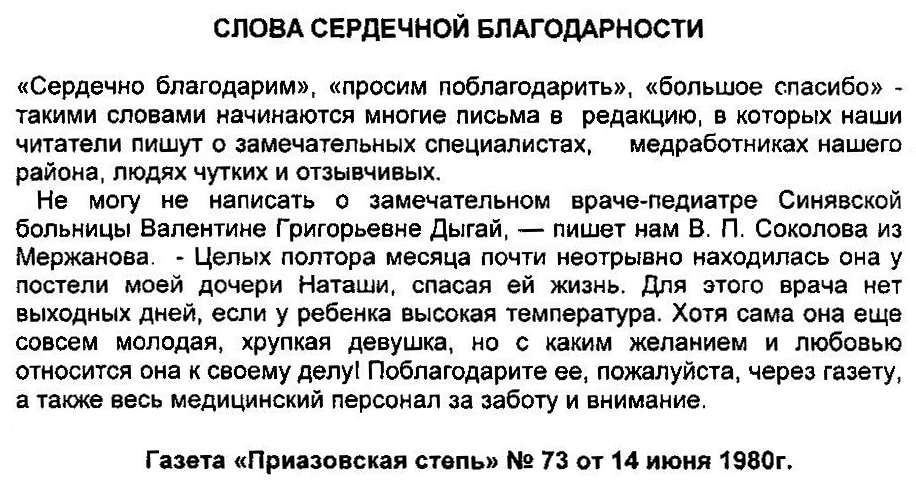 СЛОВА СЕРДЕЧНОЙ БЛАГОДАРНОСТИ
«Сердечно благодарим», «просим поблагодарить», «большое спасибо» -
такими словами начинаются многие письма в редакцию, в которых наши
читатели пишут о замечательных специалистах, медработниках нашего
района, людях чутких и отзывчивых.
Не могу не написать о замечательном враче-педиатре Синявской
больницы Валентине Григорьевне Дыгай, — пишет нам В. П. Соколова из
Мержанова. - Целых полтора месяца почти неотрывно находилась она у
постели моей дочери Наташи, спасая ей жизнь. Для этого врача нет
выходных дней, если у ребенка высокая температура. Хотя сама она еще
совсем молодая, хрупкая девушка, но с каким желанием и любовью
относится она к своему делу! Поблагодарите ее, пожалуйста, через газету,
а также весь медицинский персонал за заботу и внимание.
Газета «Приазовская степь» № 73 от 14 июня 1980г.